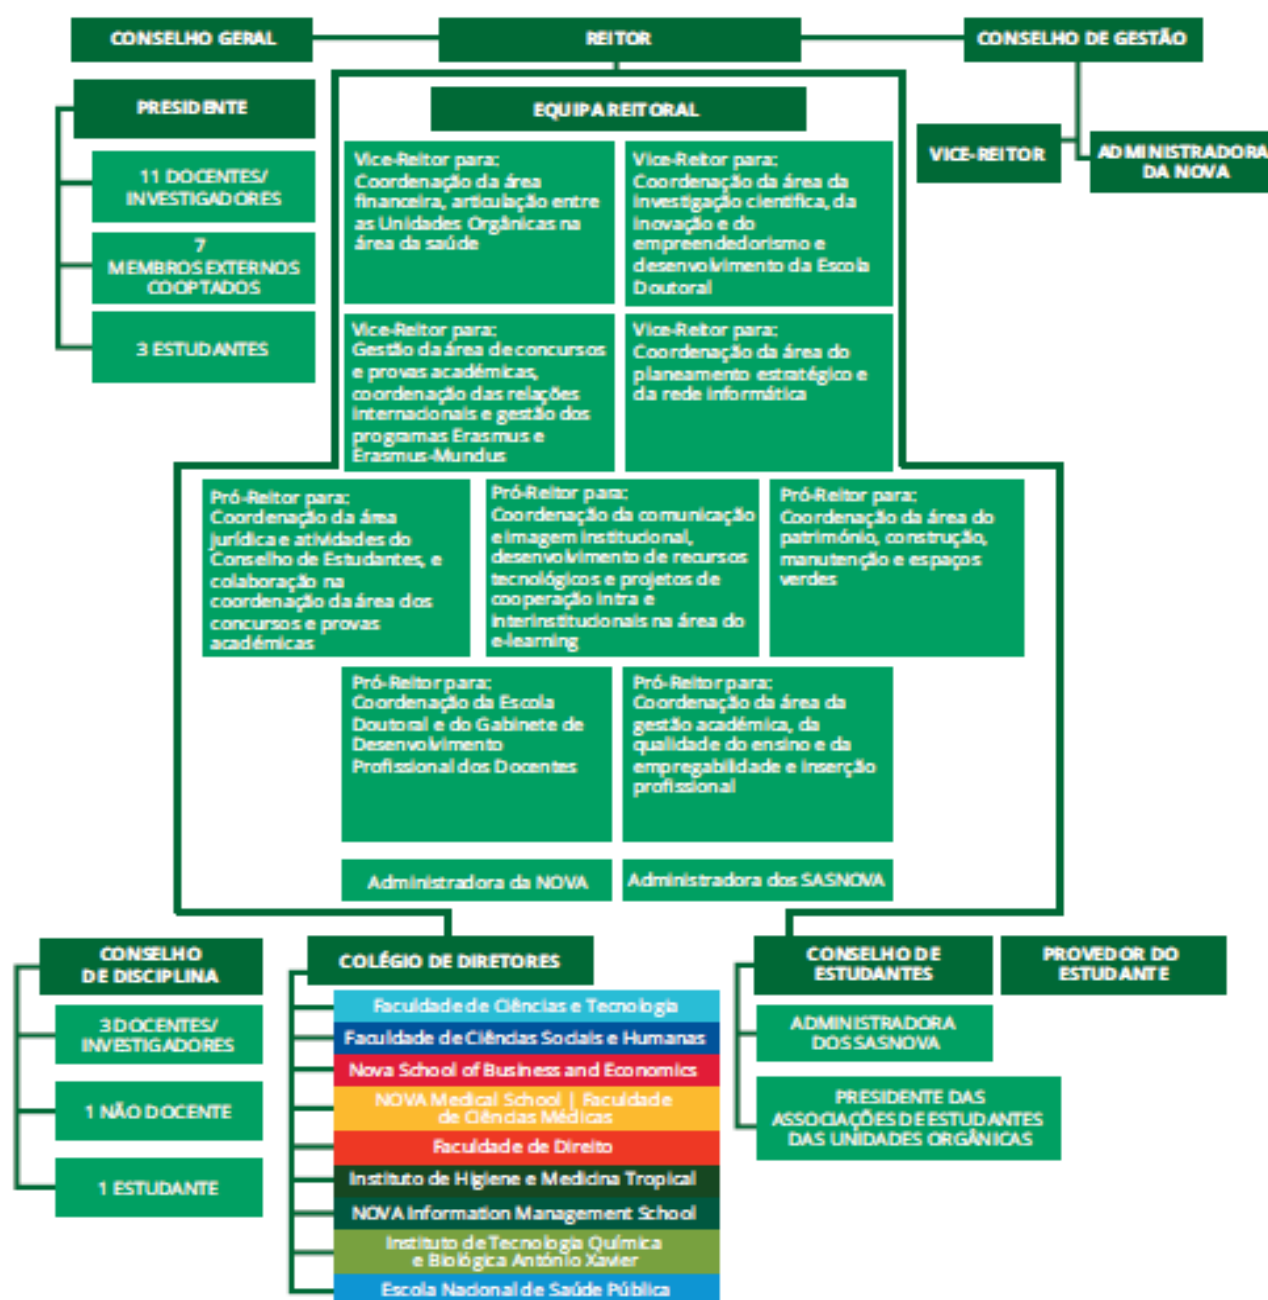 CONSELHO GERAL
REITOR
CONSELHO DE GESTÃO
PRESIDENTE
11 DOCENTES/
INVESTIGADORES
7
MEMBROS EXTERNOS
COOPTADOS
3 ESTUDANTES
EQUIPA REITORAL
VICE-REITOR
ADMINISTRADORA
DA NOVA
Vice-Reitor para:
Coordenação da área
financeira, articulação entre
as Unidades Orgânicas na
área da saúde
Vice-Reitor para:
Coordenação da área da
investigação científica, da
inovação e do
empreendedorismo e
desenvolvimento da Escola
Doutoral
Vice-Reitor para:
Gestão da área de concursos
e provas académicas,
coordenação das relações
internacionais e gestão dos
programas Erasmus e
Erasmus-Mundus
Vice-Reitor para:
Coordenação da área do
planeamento estratégico e
da rede informática
Pró-Reitor para:
Coordenação da área
jurídica e atividades do
Conselho de Estudantes, e
colaboração na
coordenação da área dos
concursos e provas
académicas
Pró-Reitor para:
Coordenação da comunicação
e imagem institucional,
desenvolvimento de recursos
tecnológicos e projetos de
cooperação intra e
interinstitucionais na área do
e-learning
Pró-Reitor para:
Coordenação da área do
património, construção,
manutenção e espaços
verdes
Pró-Reitor para:
Coordenação da Escola
Doutoral e do Gabinete de
Desenvolvimento
Profissional dos Docentes
Pró-Reitor para:
Coordenação da área da
gestão académica, da
qualidade do ensino e da
empregabilidade e inserção
profissional
Administradora da NOVA
Administradora dos SASNOVA
CONSELHO
DE DISCIPLINA
3 DOCENTES/
INVESTIGADORES
1 NÃO DOCENTE
1 ESTUDANTE
COLÉGIO DE DIRETORES
Faculdade de Ciências e Tecnologia
Faculdade de Ciências Sociais e Humanas
Nova School of Business and Economics
NOVA Medical School | Faculdade
de Ciências Médicas
Faculdade de Direito
Instituto de Higiene e Medicina Tropical
NOVA Information Management School
Instituto de Tecnologia Química
e Biológica António Xavier
Escola Nacional de Saúde Pública
CONSELHO DE
ESTUDANTES
ADMINISTRADORA
DOS SASNOVA
PRESIDENTE DAS
ASSOCIAÇÕES DE ESTUDANTES
DAS UNIDADES ORGÂNICAS
PROVEDOR DO
ESTUDANTE